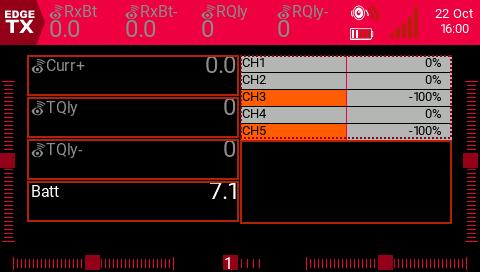 EDGE TX RxBt 0.0 RxBt- 0.0 RQly 0 RQly- 0 22 Oct 16:00
Curr+ 0.0
TQly 0
TQly- 0
Batt 7.1
CH1 0%
CH2 0%
CH3 -100%
CH4 0%
CH5 -100%
1